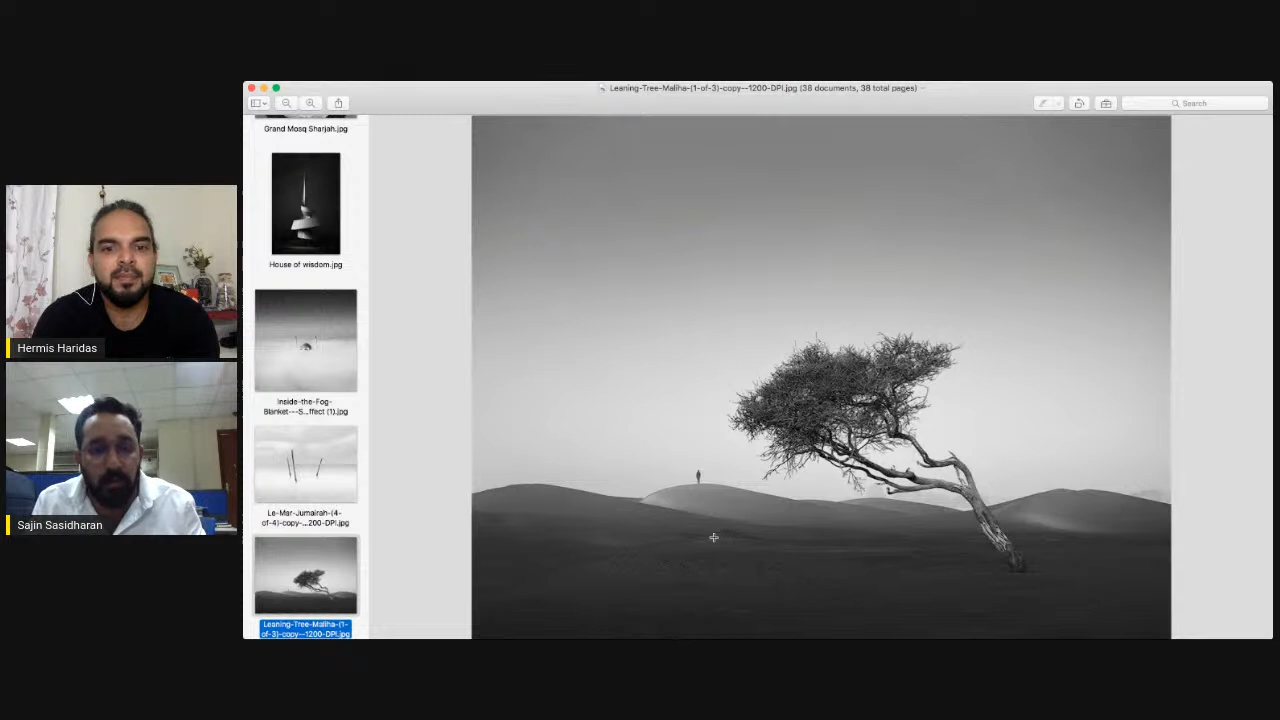 Leaning-Tree-Maliha-(1-of-3)-copy--1200-DPI.jpg (38 documents, 38 total pages)
Search
Grand Mosq Sharjah.jpg
House of wisdom.jpg
Inside-the-Fog-
Blanket---S...ffect (1).jpg
Le-Mar-Jumairah-(4-
of-4)-copy-...200-DPI.jpg
Leaning-Tree-Maliha-(1-
of-3)-copy--1200-DPI.jpg
Hermis Haridas
Sajin Sasidharan